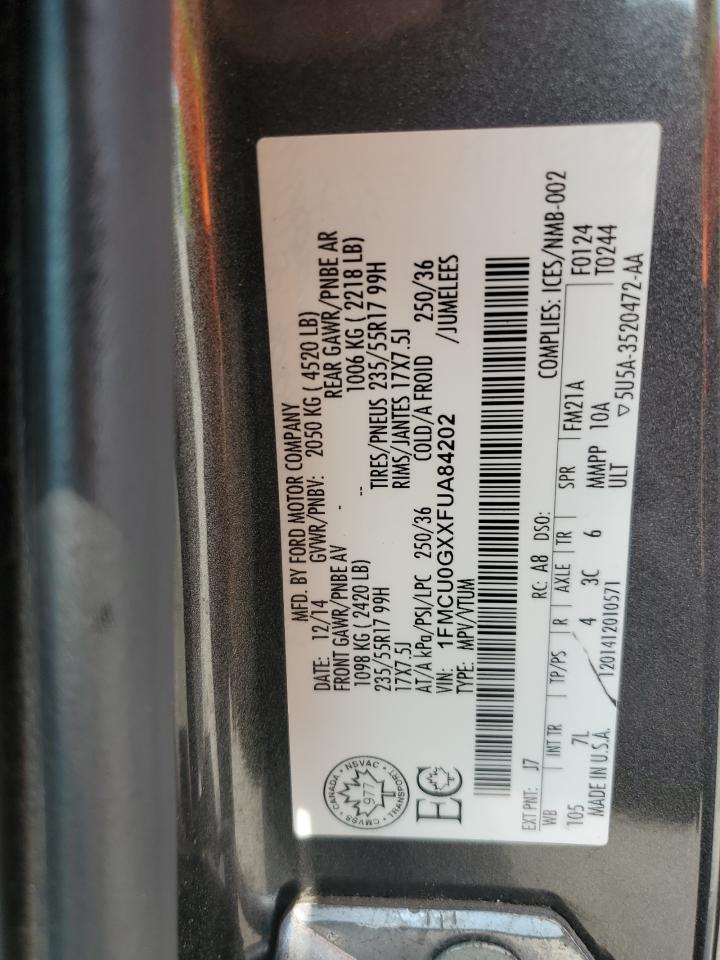 MFD. BY FORD MOTOR COMPANY
DATE: 12/14 GVWR/PNBV: 2050 KG ( 4520 LB)
FRONT GAWR/PNBE AV - REAR GAWR/PNBE AR
1098 KG ( 2420 LB) -- 1006 KG ( 2218 LB)
235/55R17 99H TIRES/PNEUS 235/55R17 99H
17X7.5J RIMS/JANTES 17X7.5J
AT/A kPa/PSI/LPC 250/36 COLD/A FROID 250/36
VIN: 1FMCU0GXXFUA84202 /JUMELEES
TYPE: MPV/VTUM
CANADA • NSVAC • TRANSPORT • CMVSS •
977
EC
EXT PNT: J7 RC: A8 DSO: COMPLIES: ICES/NMB-002
WB INT TR TP/PS R AXLE TR SPR FM21A F0124
105 7L 4 3C 6 MMPP 10A T0244
MADE IN U.S.A. 1201412010571 ULT ▽5U5A-3520472-AA